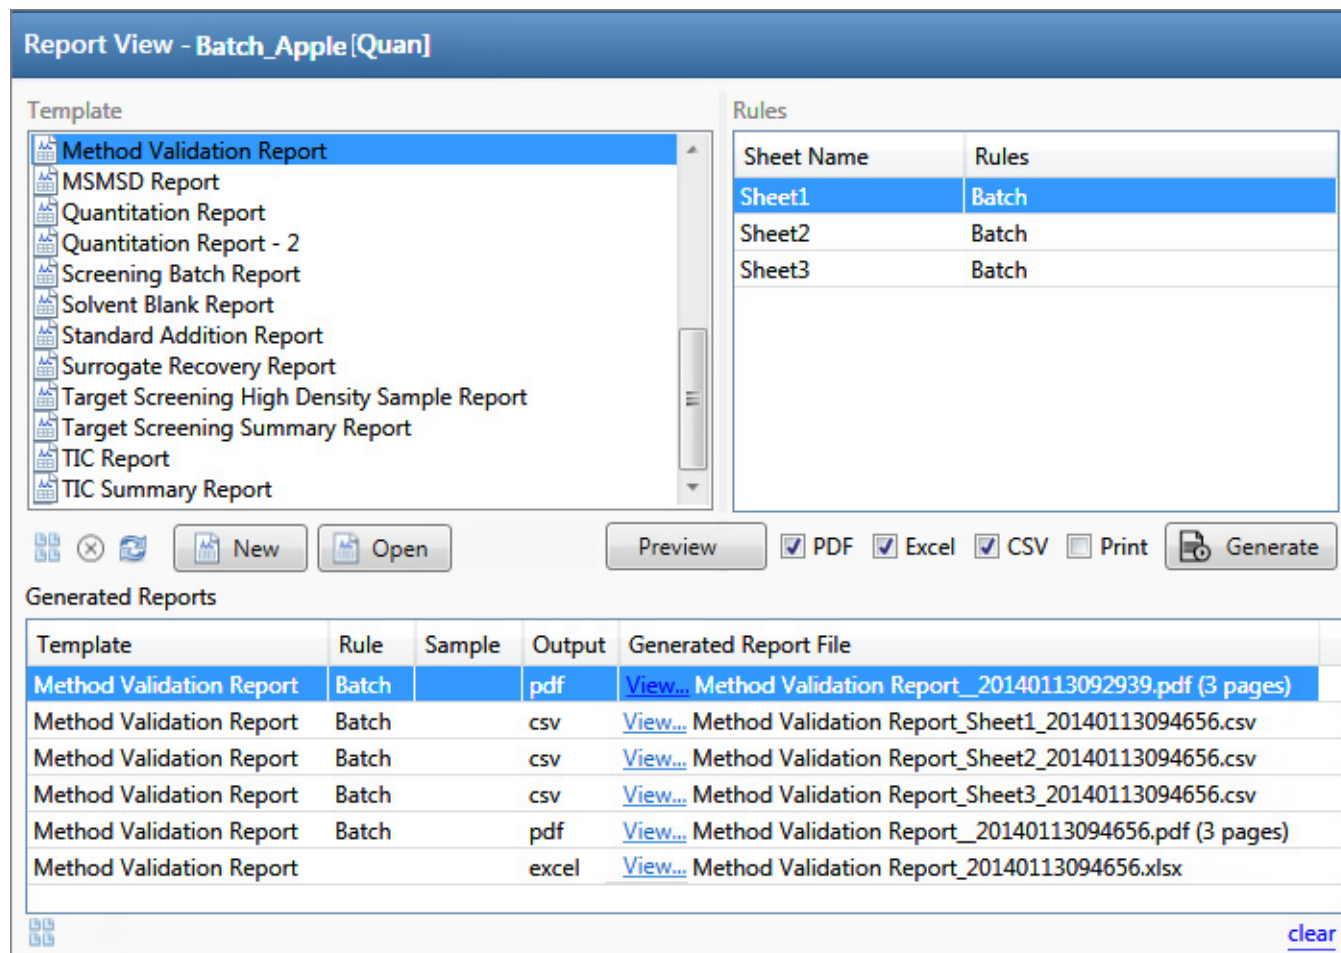 Report View - Batch_Apple[Quan]
Template
Method Validation Report
MSMSD Report
Quantitation Report
Quantitation Report - 2
Screening Batch Report
Solvent Blank Report
Standard Addition Report
Surrogate Recovery Report
Target Screening High Density Sample Report
Target Screening Summary Report
TIC Report
TIC Summary Report
Rules
Sheet Name Rules
Sheet1 Batch
Sheet2 Batch
Sheet3 Batch
New Open Preview PDF Excel CSV Print Generate
Generated Reports
Template Rule Sample Output Generated Report File
Method Validation Report Batch pdf View... Method Validation Report__20140113092939.pdf (3 pages)
Method Validation Report Batch csv View... Method Validation Report_Sheet1_20140113094656.csv
Method Validation Report Batch csv View... Method Validation Report_Sheet2_20140113094656.csv
Method Validation Report Batch csv View... Method Validation Report_Sheet3_20140113094656.csv
Method Validation Report Batch pdf View... Method Validation Report__20140113094656.pdf (3 pages)
Method Validation Report excel View... Method Validation Report_20140113094656.xlsx
clear